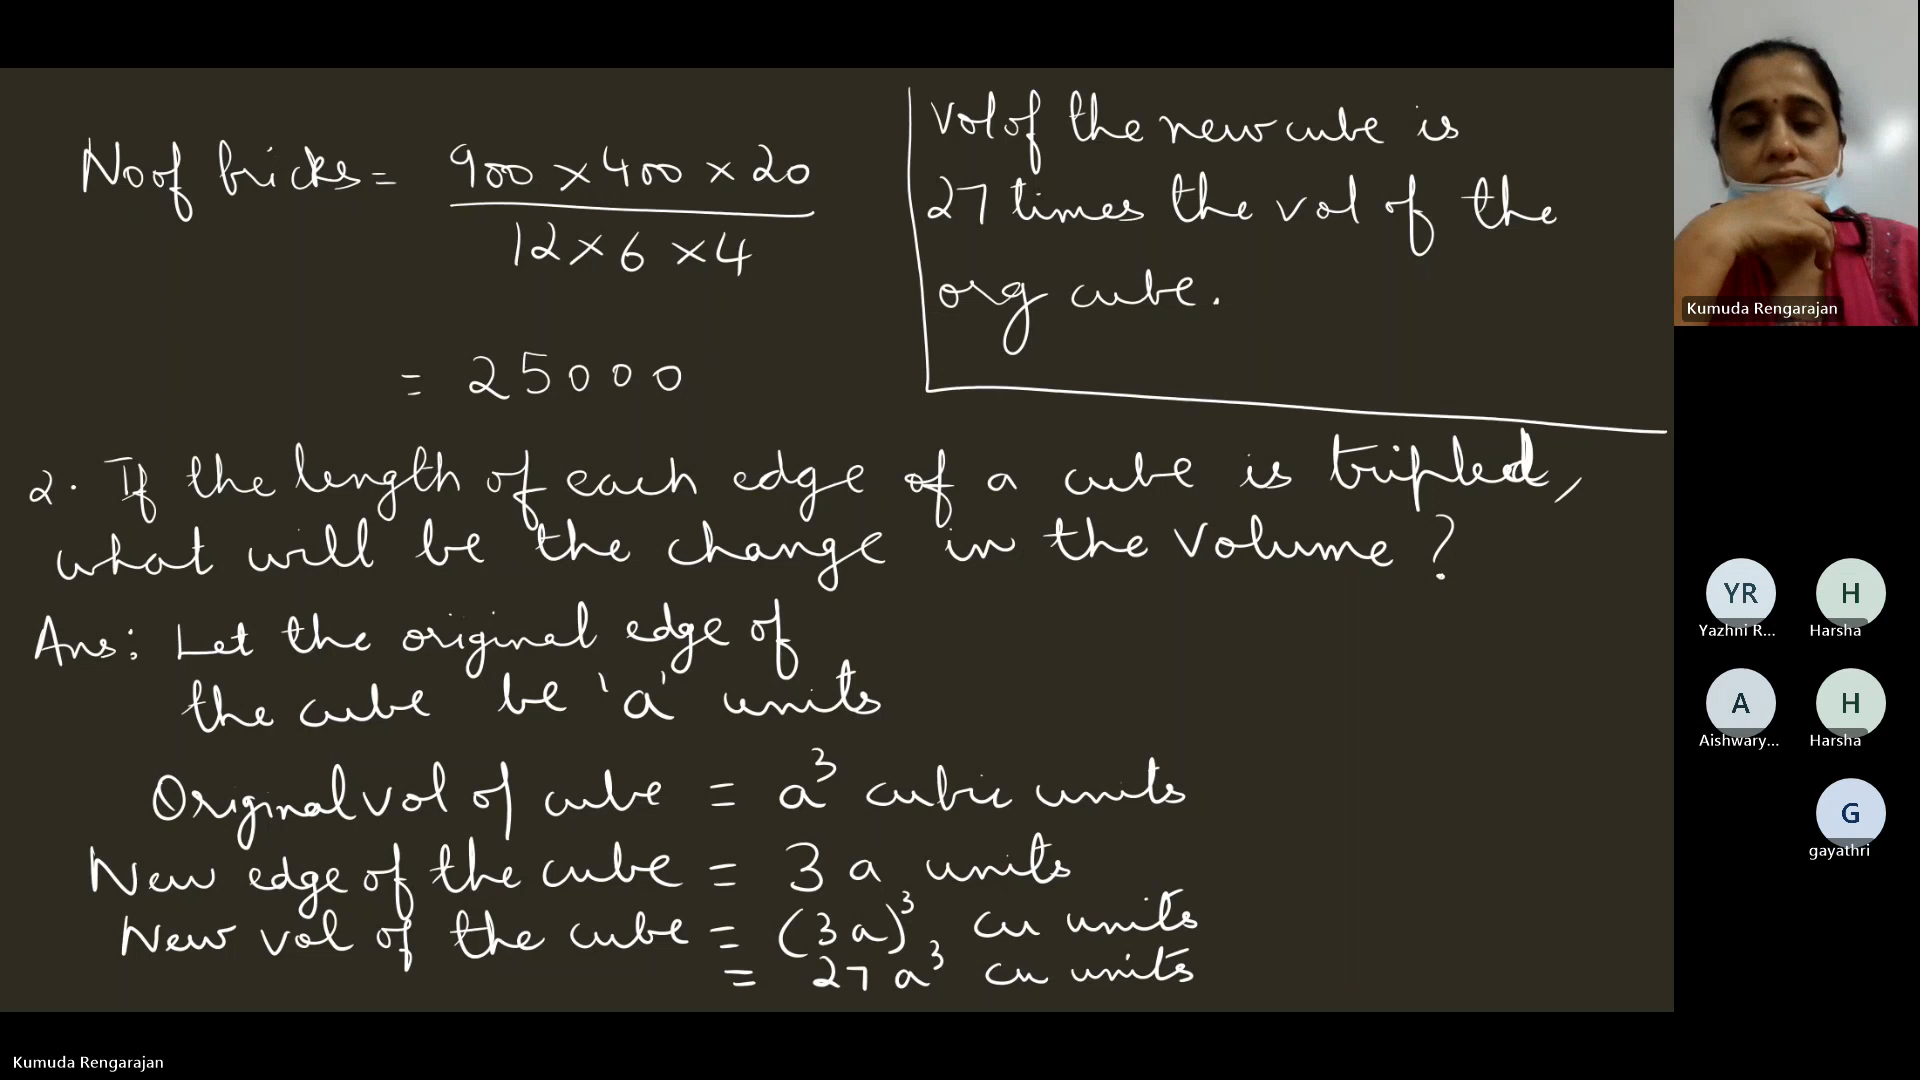 No of bricks = 900 × 400 × 20
12 × 6 × 4
= 25000
Vol of the new cube is
27 times the vol of the
org cube.
2. If the length of each edge of a cube is tripled,
what will be the change in the volume?
Ans: Let the original edge of
the cube be 'a' units
Original vol of cube = a³ cubic units
New edge of the cube = 3a units
New vol of the cube = (3a)³ cu units
= 27 a³ cu units
Kumuda Rengarajan
YR
H
Yazhni R...
Harsha
A
H
Aishwary...
Harsha
G
gayathri
Kumuda Rengarajan